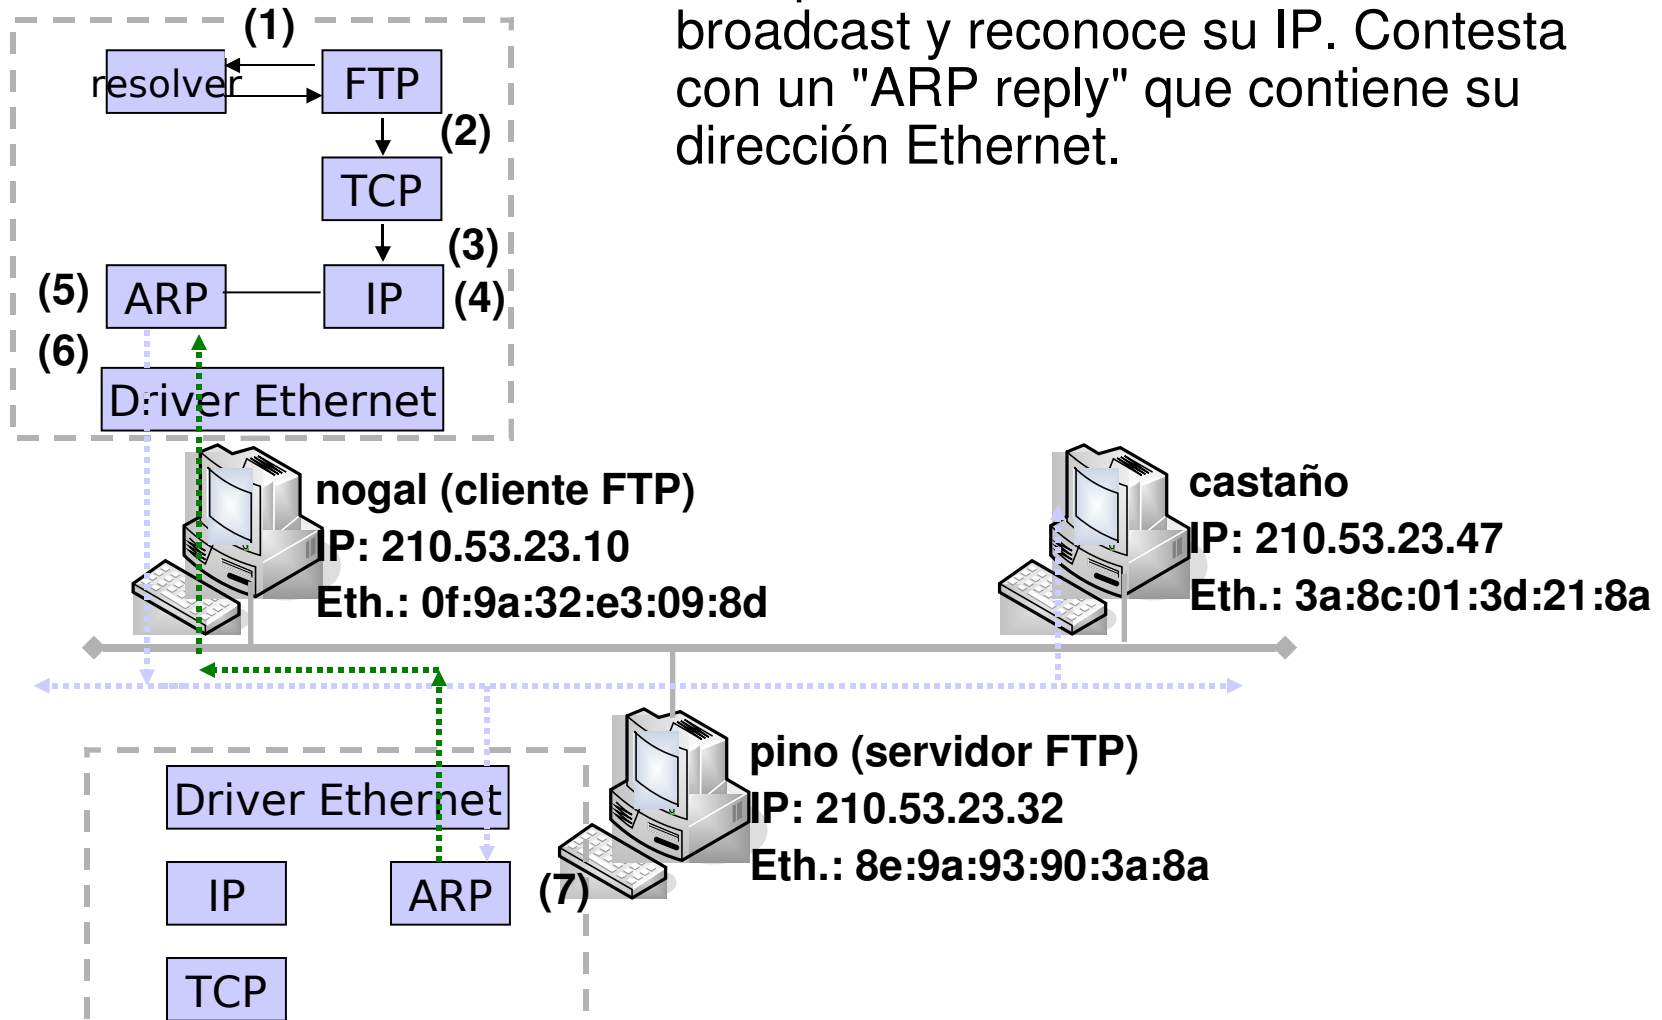 (1)
broadcast y reconoce su IP. Contesta
con un "ARP reply" que contiene su
dirección Ethernet.
resolver
FTP
(2)
TCP
(3)
(5)
ARP
IP
(4)
(6)
Driver Ethernet
nogal (cliente FTP)
IP: 210.53.23.10
Eth.: 0f:9a:32:e3:09:8d
castaño
IP: 210.53.23.47
Eth.: 3a:8c:01:3d:21:8a
pino (servidor FTP)
IP: 210.53.23.32
Eth.: 8e:9a:93:90:3a:8a
Driver Ethernet
IP
ARP
(7)
TCP